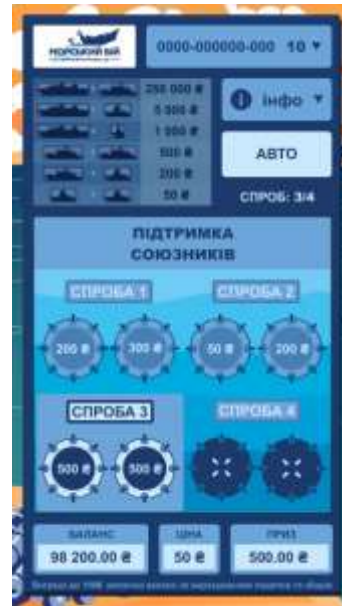 МОРСЬКИЙ БІЙ
0000-000000-000 10
250 000 ₴
5 000 ₴
1 000 ₴
500 ₴
200 ₴
50 ₴
інфо
АВТО
СПРОБ: 3/4
ПІДТРИМКА
СОЮЗНИКІВ
СПРОБА 1
СПРОБА 2
200 ₴
300 ₴
50 ₴
200 ₴
СПРОБА 3
СПРОБА 4
500 ₴
500 ₴
БАЛАНС
ЦІНА
ПРИЗ
98 200.00 ₴
50 ₴
500.00 ₴